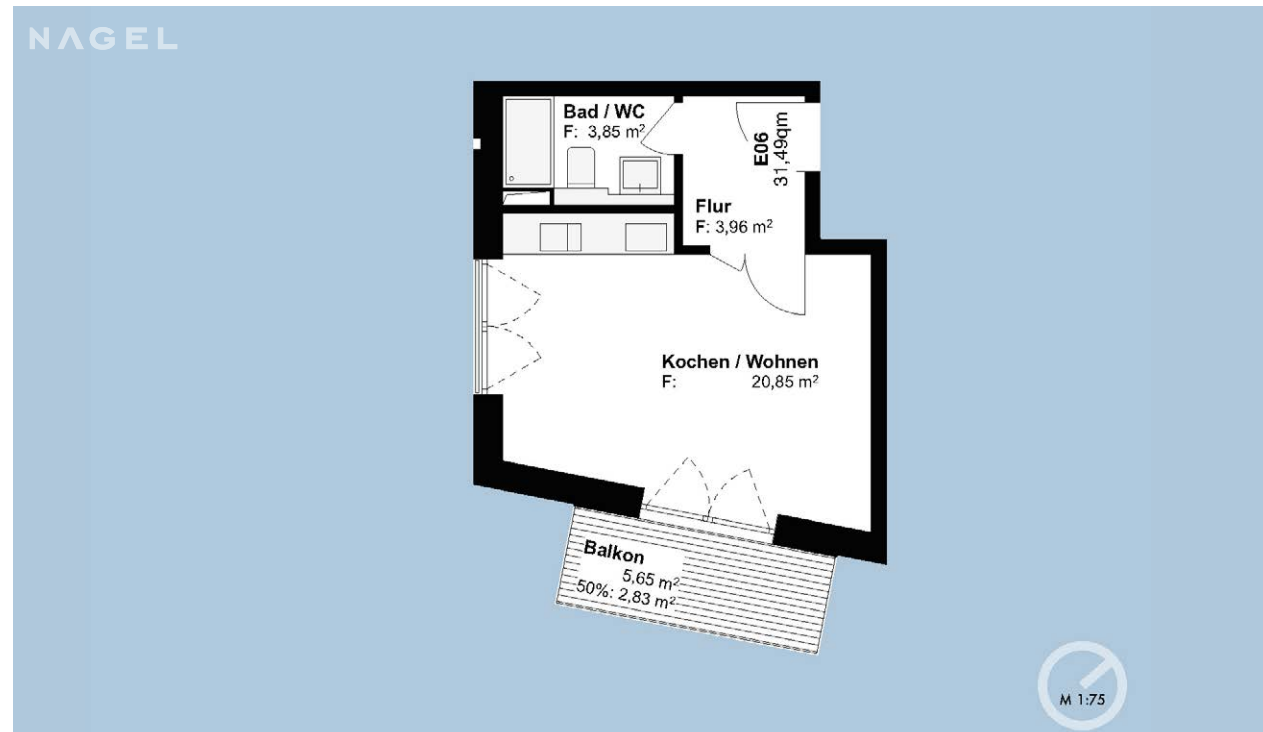 NAGEL
Bad / WC
F: 3,85 m²
E06
31,49qm
Flur
F: 3,96 m²
Kochen / Wohnen
F: 20,85 m²
Balkon
5,65 m²
50%: 2,83 m²
M 1:75